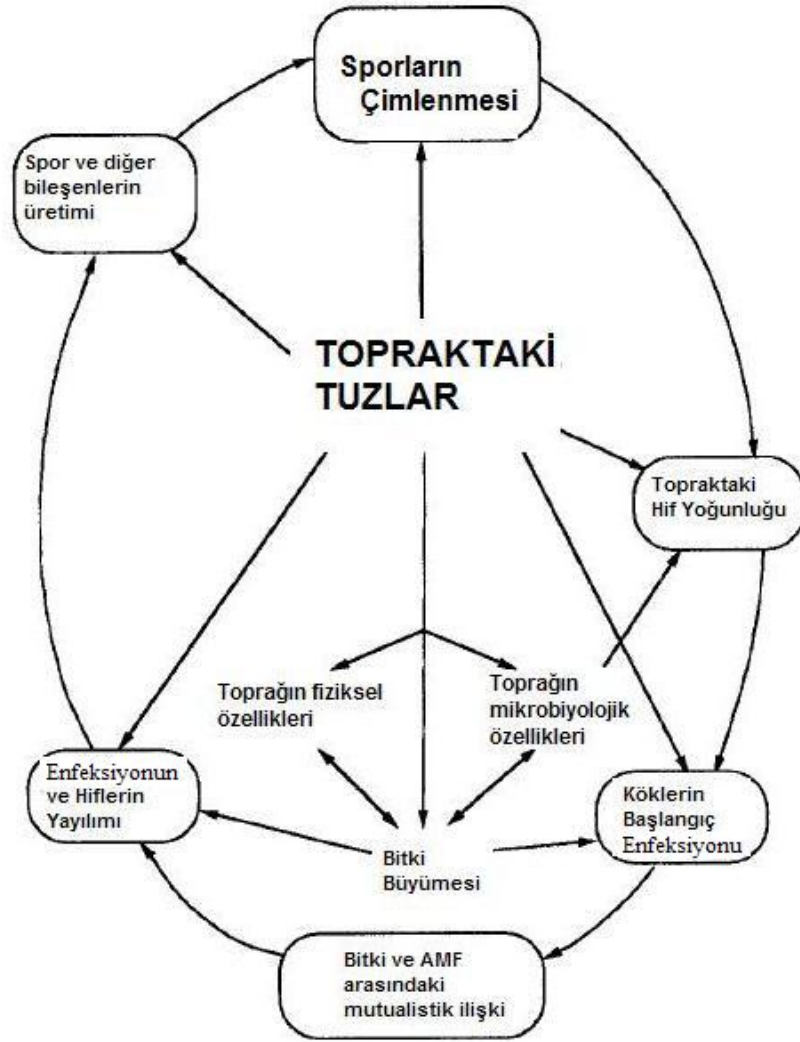 Sporların
Çimlenmesi
Spor ve diğer
bileşenlerin
üretimi
TOPRAKTAKİ
TUZLAR
Topraktaki
Hif Yoğunluğu
Toprağın fiziksel
özellikleri
Toprağın
mikrobiyolojik
özellikleri
Enfeksiyonun
ve Hiflerin
Yayılımı
Köklerin
Başlangıç
Enfeksiyonu
Bitki
Büyümesi
Bitki ve AMF
arasındaki
mutualistik ilişki